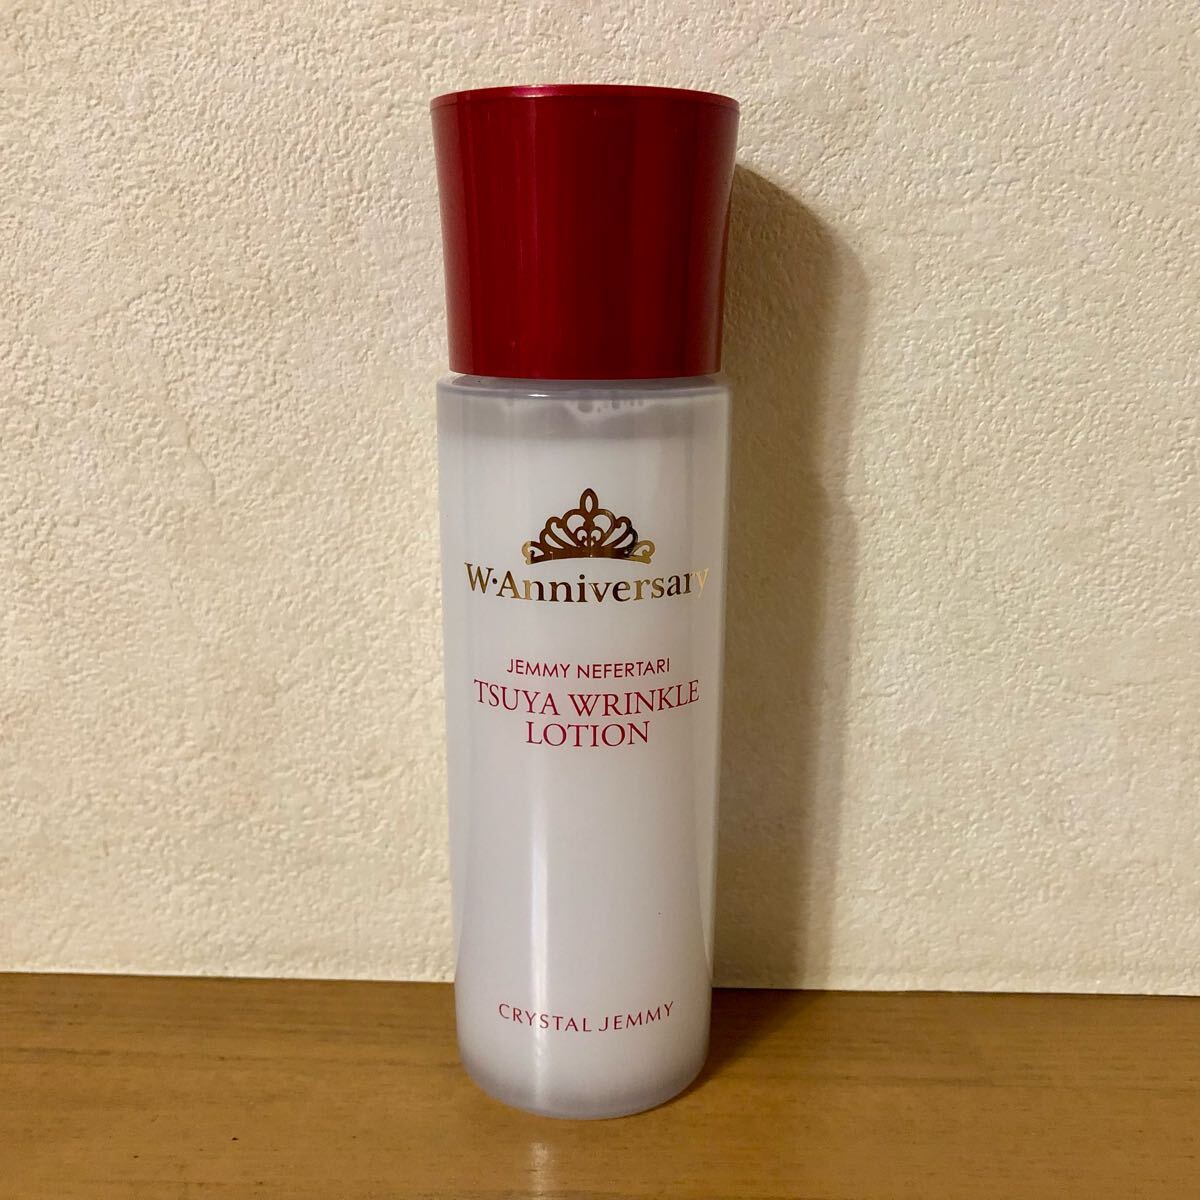 W·Anniversary
JEMMY NEFERTARI
TSUYA WRINKLE
LOTION
CRYSTAL JEMMY